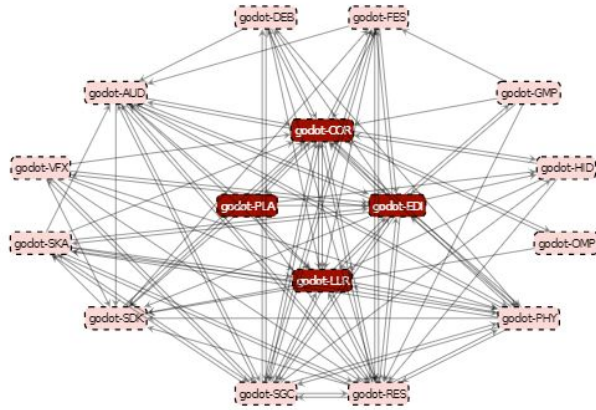 godot-DEB
godot-FES
godot-AUD
godot-GMP
godot-COR
godot-VFX
godot-HID
godot-PLA
godot-EDI
godot-SKA
godot-OMP
godot-LLR
godot-SDK
godot-PHY
godot-SGC
godot-RES